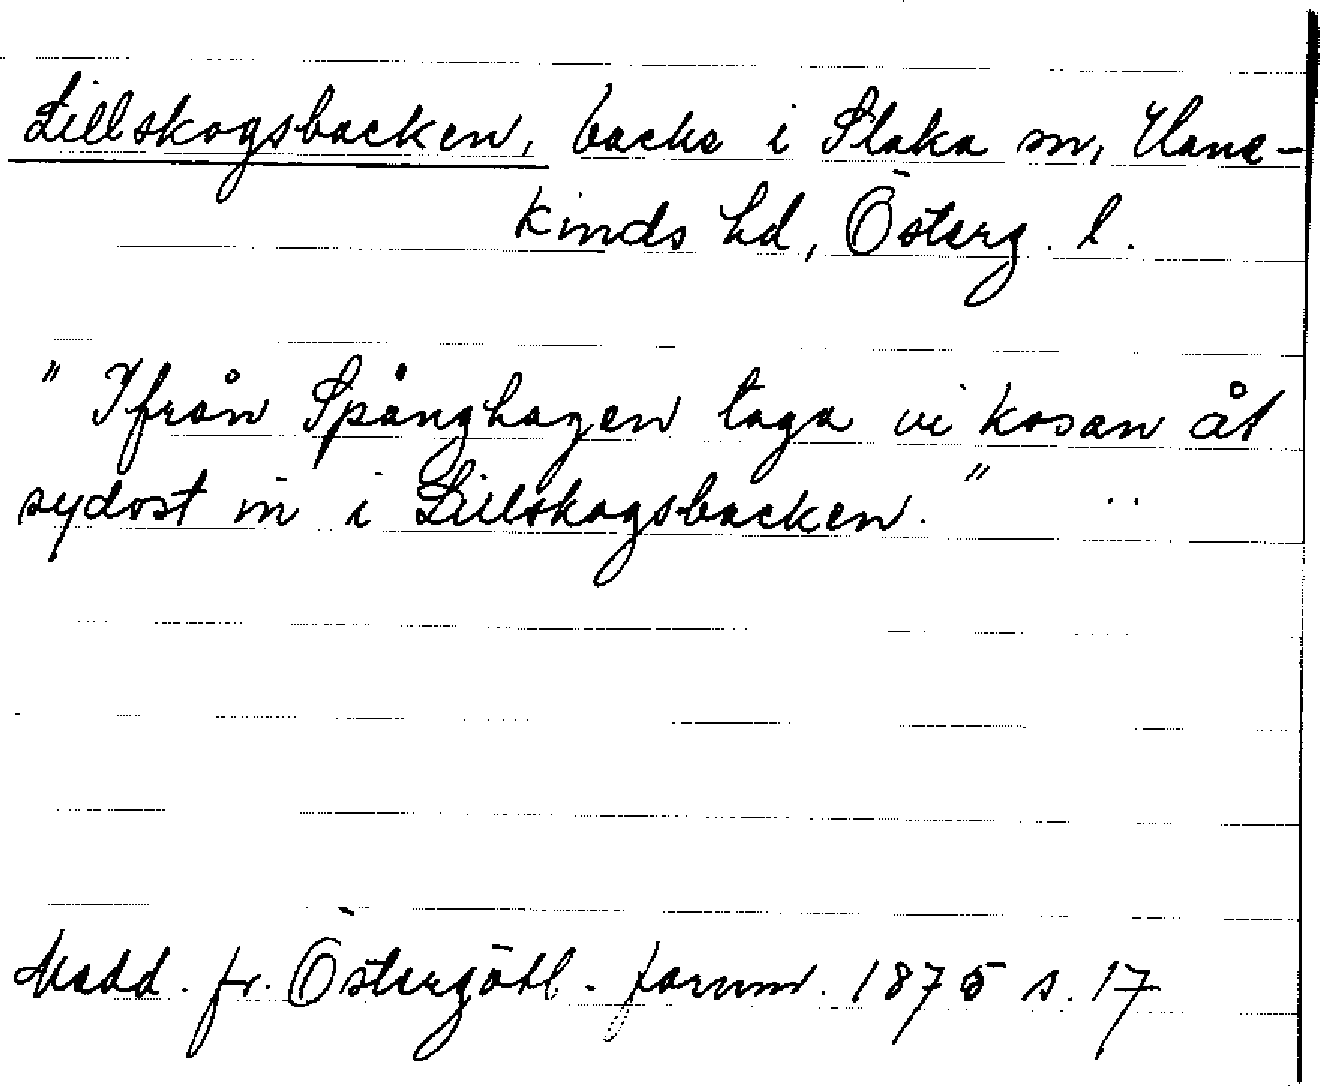 Lillskogsbacken, backe i Slaka sn, Hane-
kinds hd, Österg. l.
" Ifrån Spånghagen taga vi kosan åt
sydost in i Lillskogsbacken. "
Medd. fr. Östergötl. fornm. 1875 s. 17